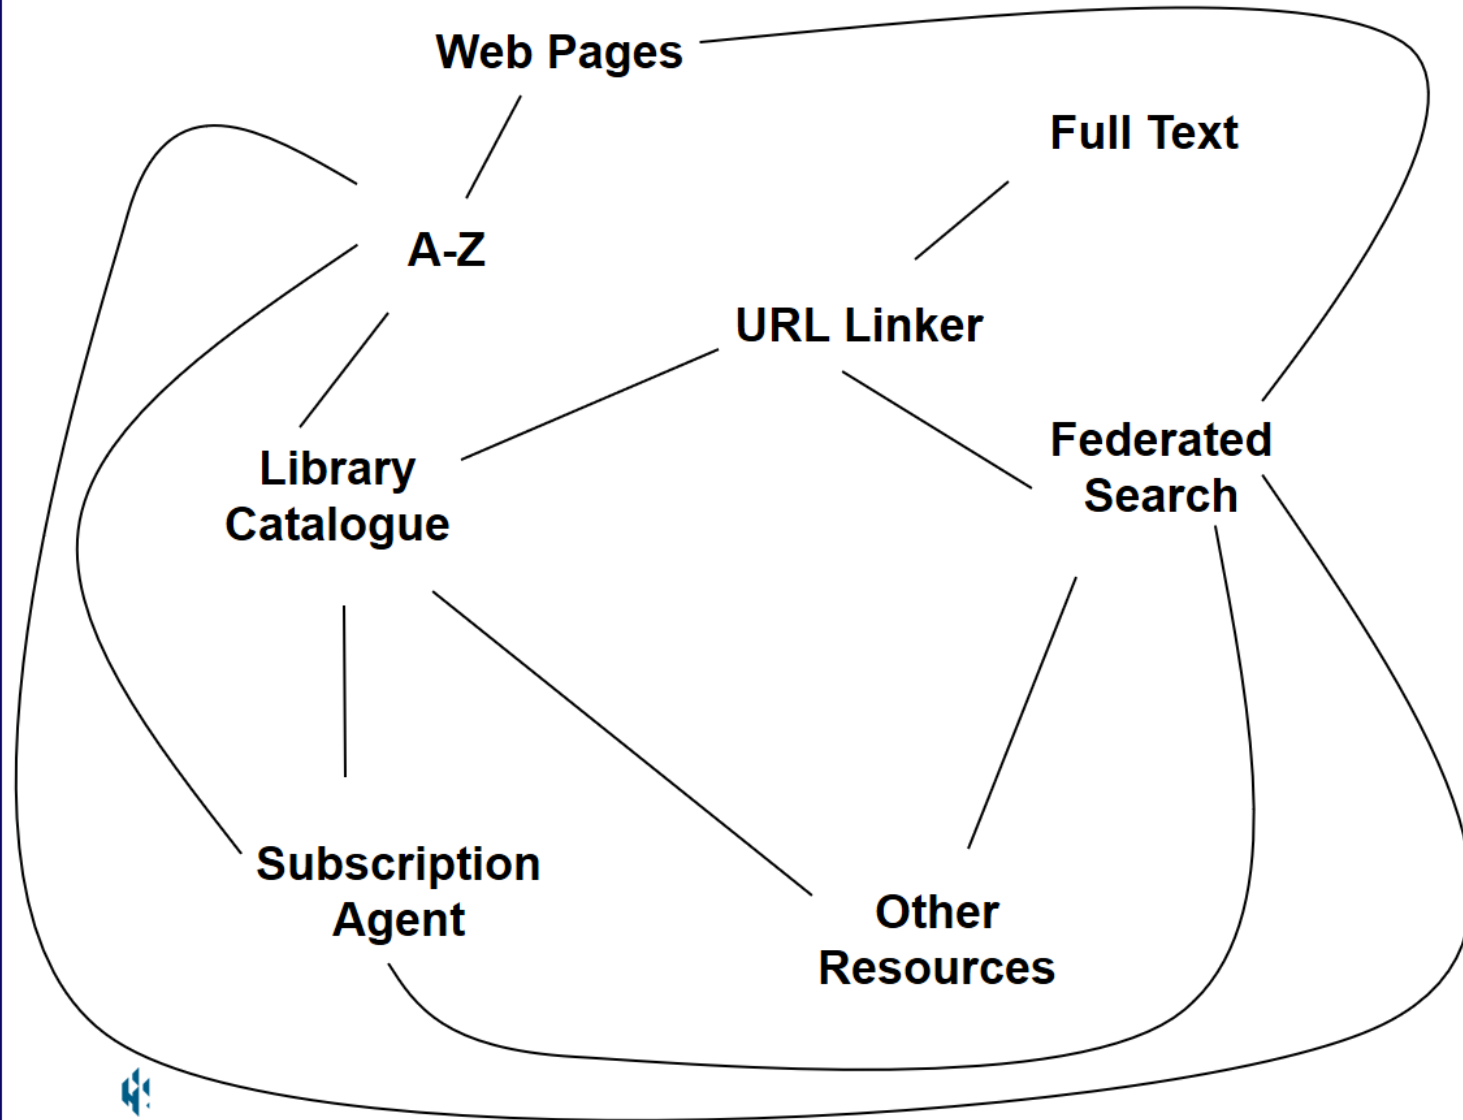 Web Pages
Full Text
A-Z
URL Linker
Federated
Search
Library
Catalogue
Subscription
Agent
Other
Resources